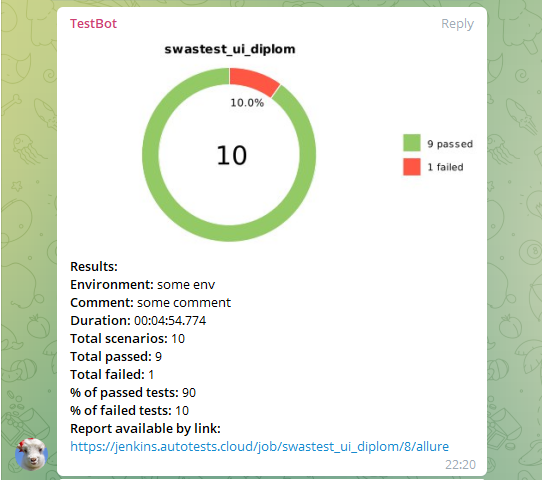 TestBot
Reply
swastest_ui_diplom
10.0%
10
9 passed
1 failed
Results:
Environment: some env
Comment: some comment
Duration: 00:04:54.774
Total scenarios: 10
Total passed: 9
Total failed: 1
% of passed tests: 90
% of failed tests: 10
Report available by link:
https://jenkins.autotests.cloud/job/swastest_ui_diplom/8/allure
22:20